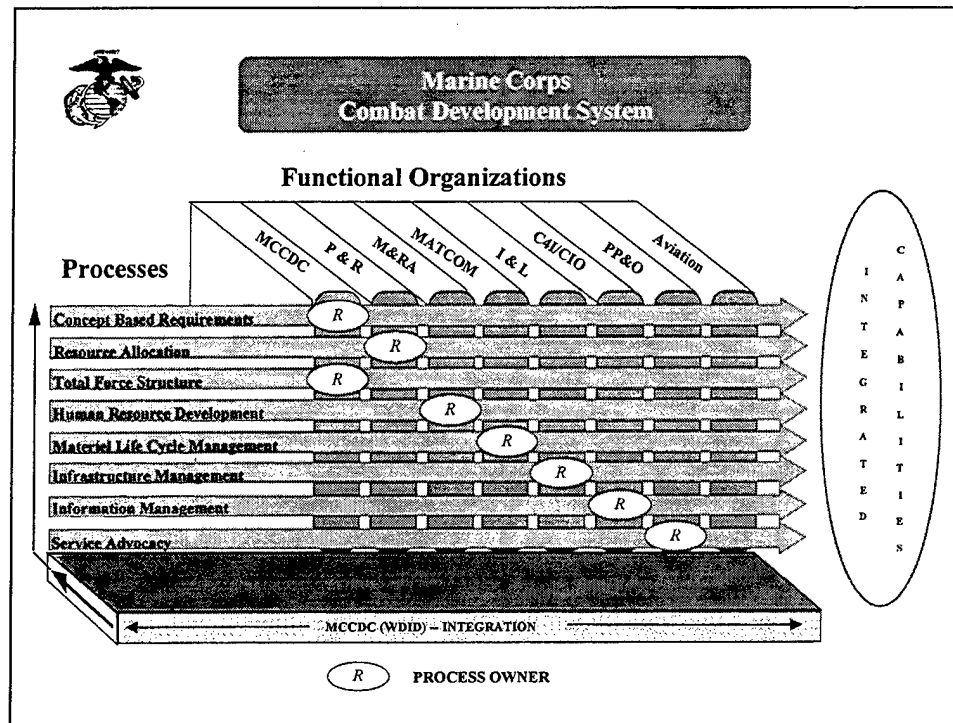 Marine Corps
Combat Development System
Functional Organizations
MCCDC
P & R
M&RA
MATCOM
I & L
C4I/CIO
PP&O
Aviation
Processes
Concept Based Requirements
R
Resource Allocation
R
Total Force Structure
R
Human Resource Development
R
Materiel Life Cycle Management
R
Infrastructure Management
R
Information Management
R
Service Advocacy
R
INTEGRATED
CAPABILITIES
MCCDC (WDID) – INTEGRATION
R PROCESS OWNER